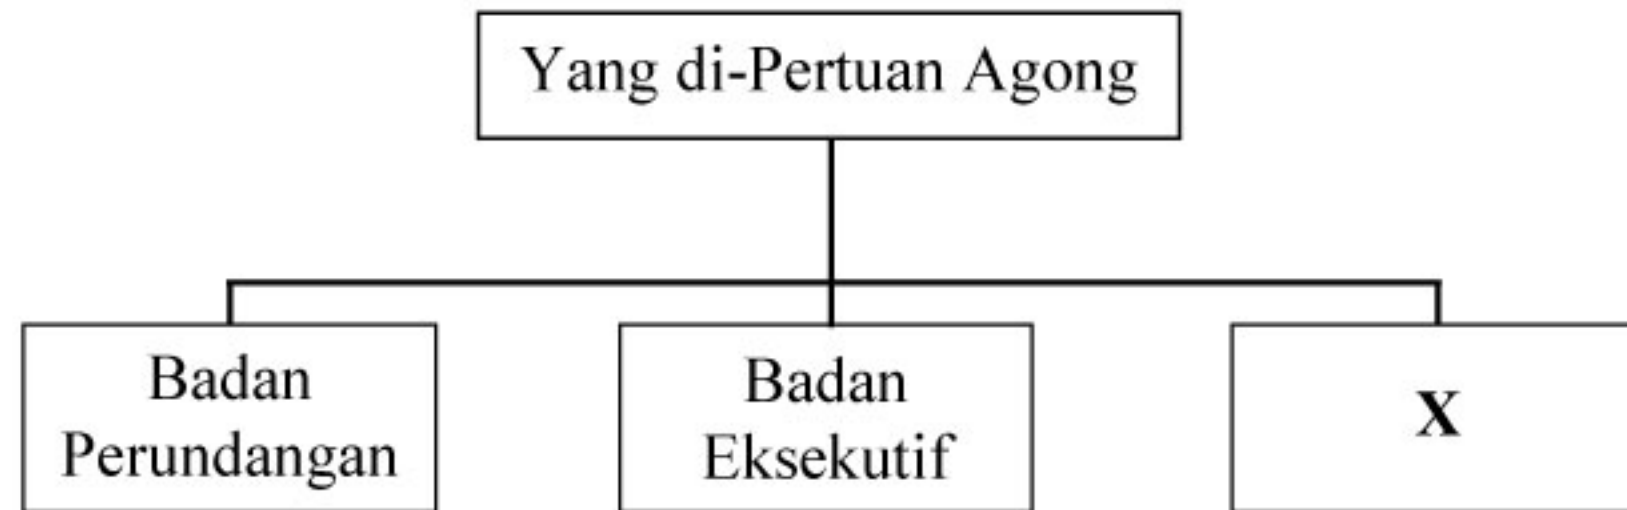 Yang di-Pertuan Agong
Badan
Perundangan
Badan
Eksekutif
X